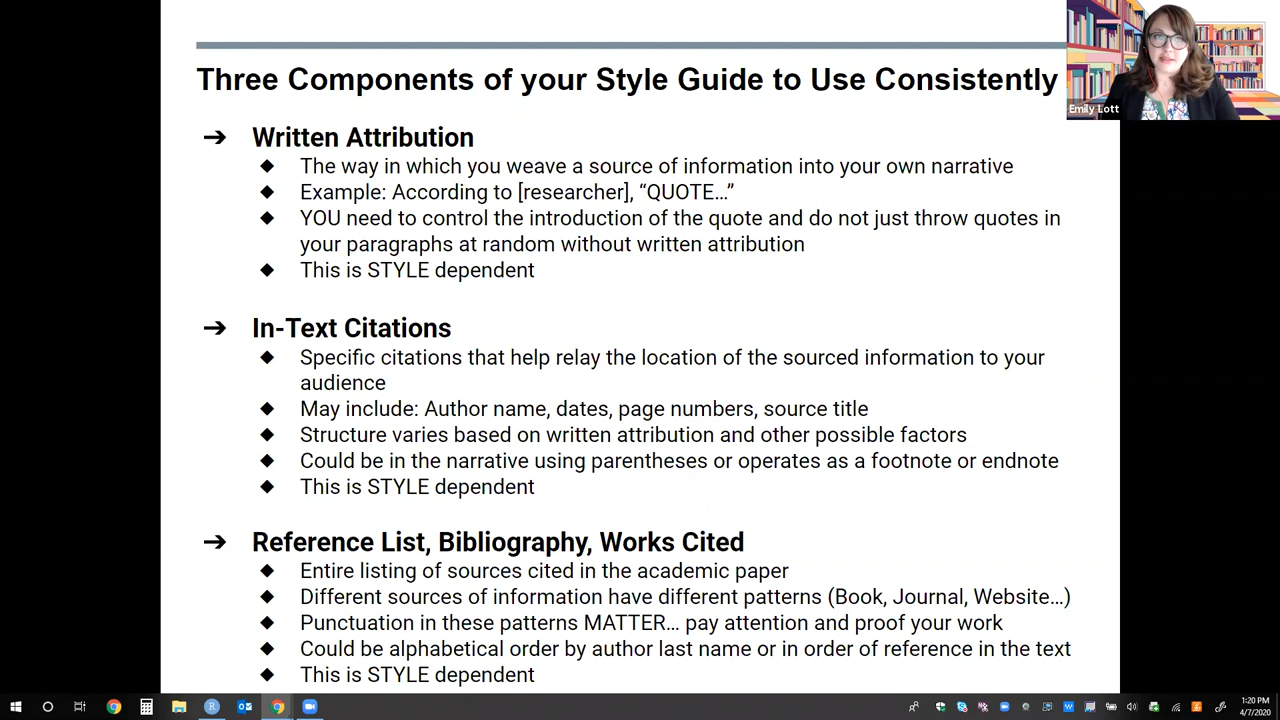 Three Components of your Style Guide to Use Consistently
➔ Written Attribution
◆ The way in which you weave a source of information into your own narrative
◆ Example: According to [researcher], “QUOTE…”
◆ YOU need to control the introduction of the quote and do not just throw quotes in
your paragraphs at random without written attribution
◆ This is STYLE dependent
➔ In-Text Citations
◆ Specific citations that help relay the location of the sourced information to your
audience
◆ May include: Author name, dates, page numbers, source title
◆ Structure varies based on written attribution and other possible factors
◆ Could be in the narrative using parentheses or operates as a footnote or endnote
◆ This is STYLE dependent
➔ Reference List, Bibliography, Works Cited
◆ Entire listing of sources cited in the academic paper
◆ Different sources of information have different patterns (Book, Journal, Website…)
◆ Punctuation in these patterns MATTER… pay attention and proof your work
◆ Could be alphabetical order by author last name or in order of reference in the text
◆ This is STYLE dependent
Emily Lott
1:20 PM
4/7/2020